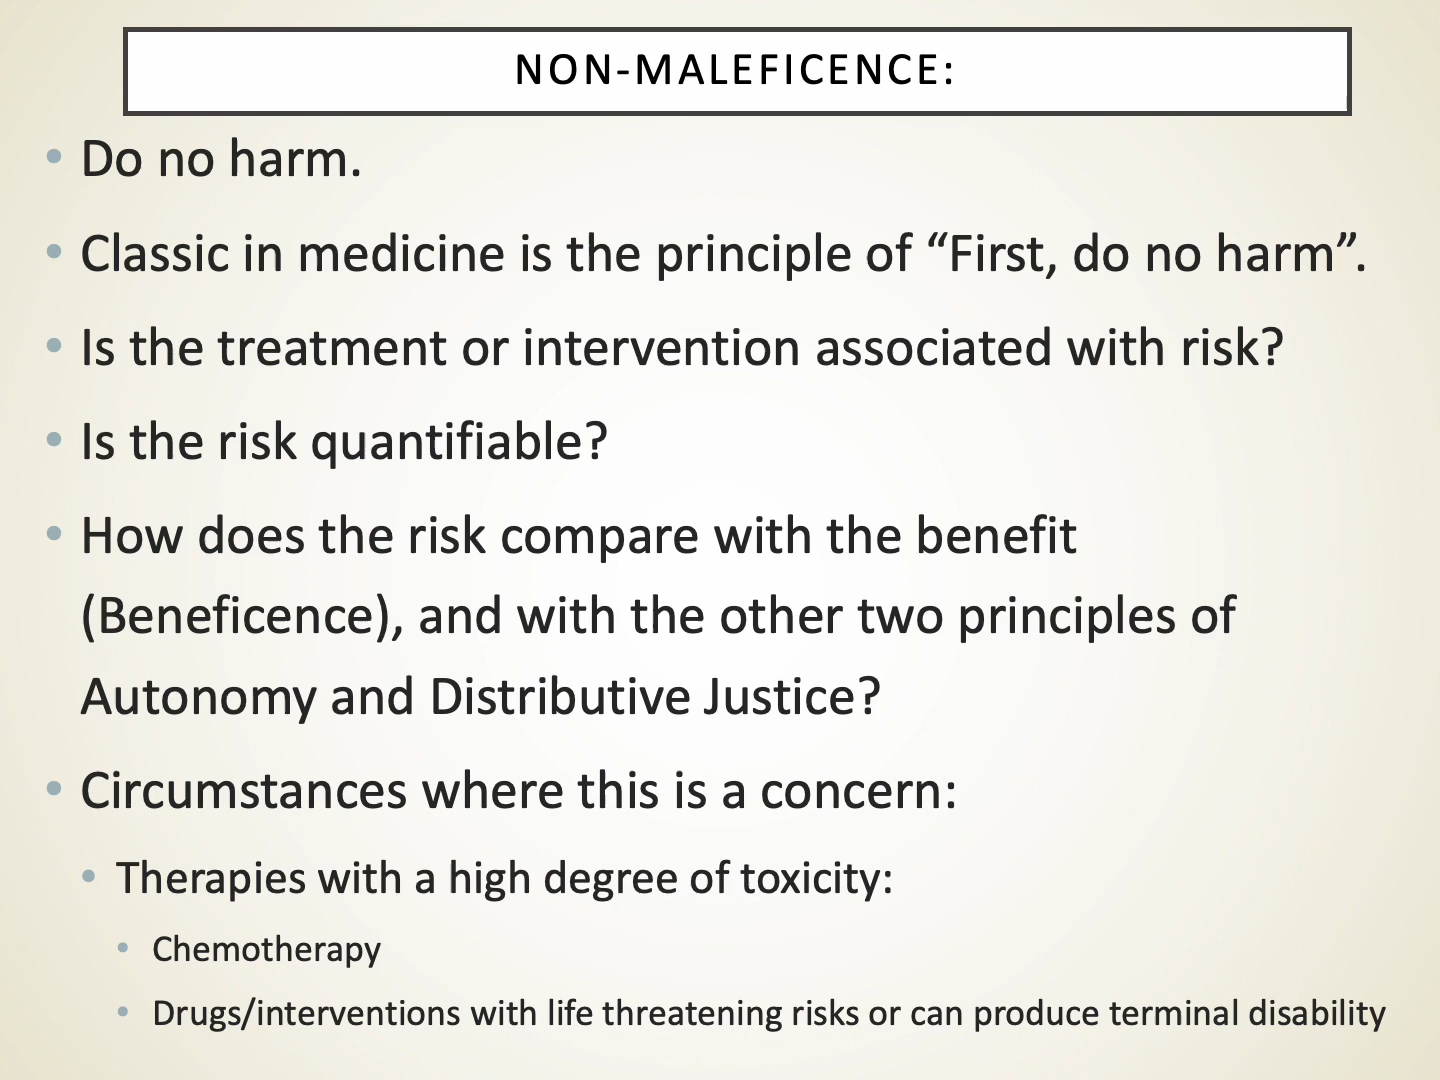 NON-MALEFICENCE:
• Do no harm.
• Classic in medicine is the principle of “First, do no harm”.
• Is the treatment or intervention associated with risk?
• Is the risk quantifiable?
• How does the risk compare with the benefit
(Beneficence), and with the other two principles of
Autonomy and Distributive Justice?
• Circumstances where this is a concern:
• Therapies with a high degree of toxicity:
• Chemotherapy
• Drugs/interventions with life threatening risks or can produce terminal disability